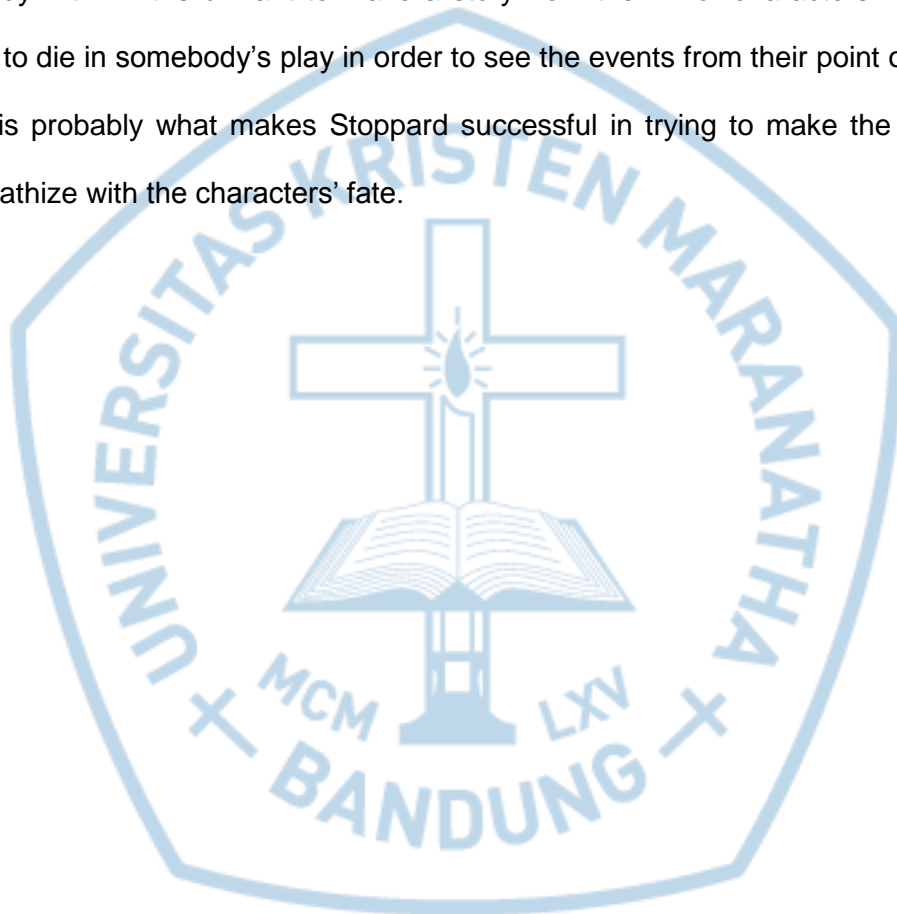 to die in somebody's play in order to see the events from their point o
is probably what makes Stoppard successful in trying to make the
athize with the characters' fate.
UNIVERSITAS KRISTEN MARANATHA
MCM LXV
BANDUNG